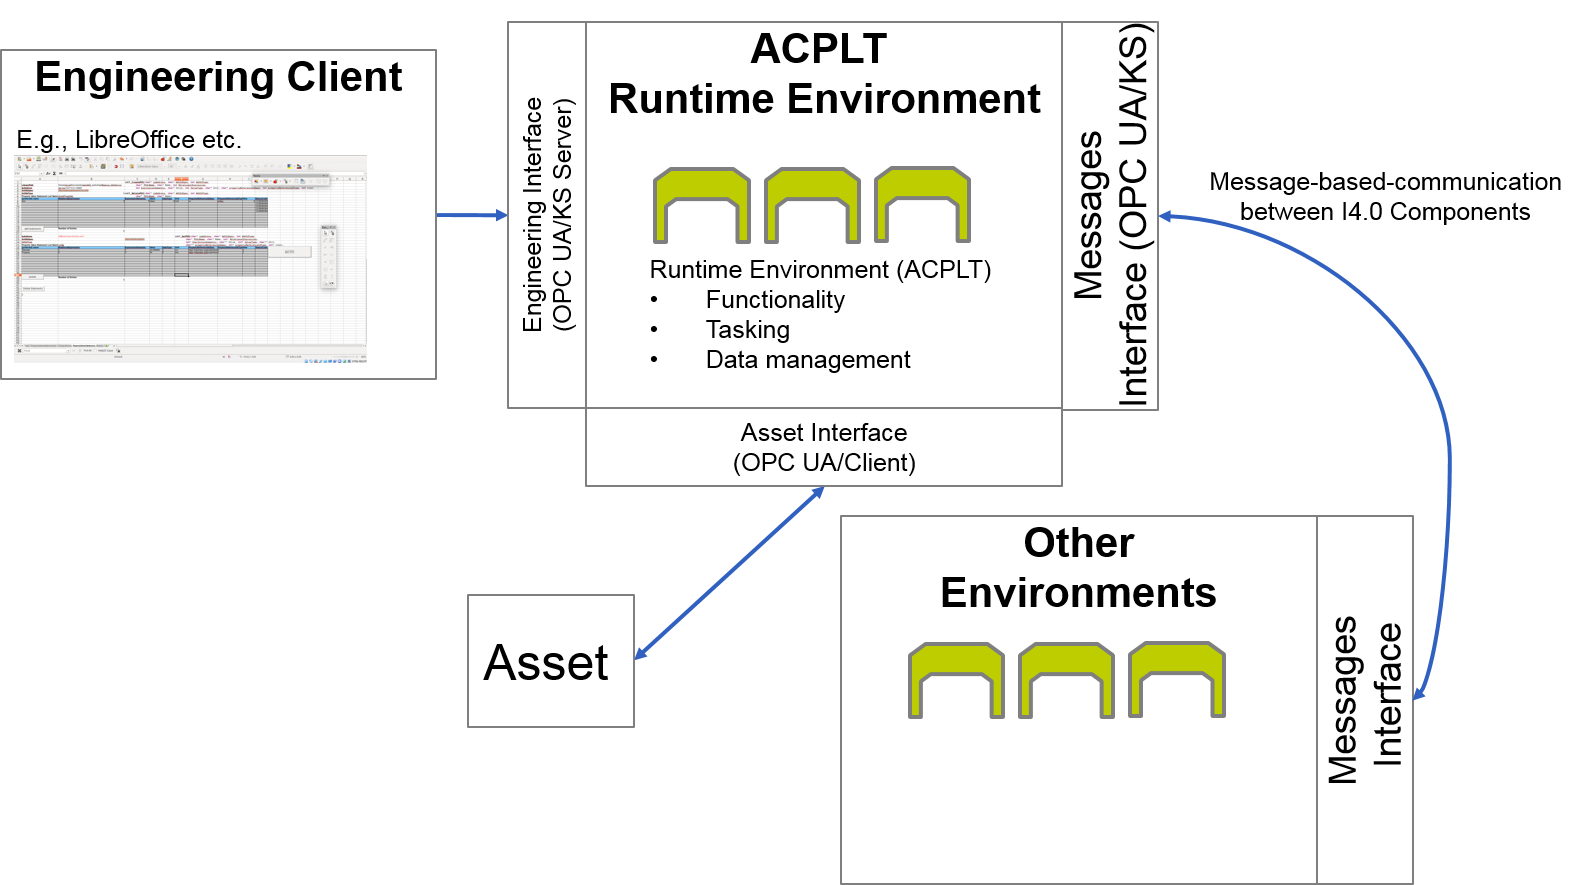 Engineering Client
E.g., LibreOffice etc.
Engineering Interface
(OPC UA/KS Server)
ACPLT
Runtime Environment
Runtime Environment (ACPLT)
• Functionality
• Tasking
• Data management
Messages
Interface (OPC UA/KS)
Message-based-communication
between I4.0 Components
Asset Interface
(OPC UA/Client)
Asset
Other
Environments
Messages
Interface